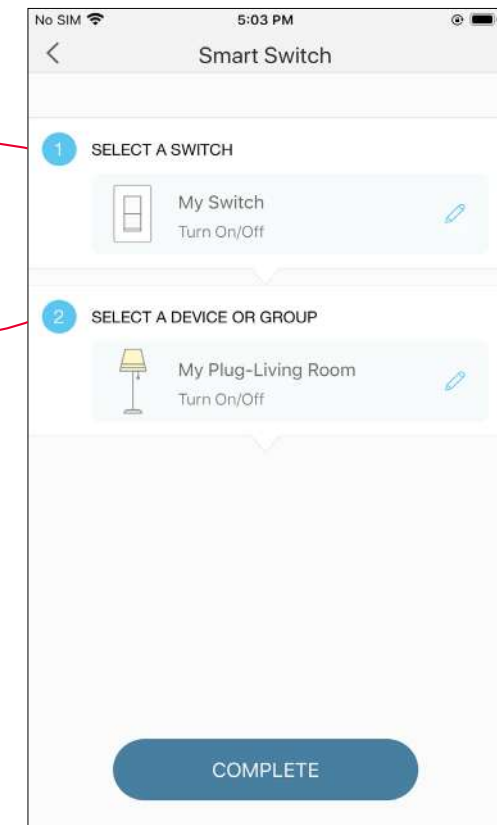 No SIM 5:03 PM
Smart Switch
1 SELECT A SWITCH
My Switch
Turn On/Off
2 SELECT A DEVICE OR GROUP
My Plug-Living Room
Turn On/Off
COMPLETE